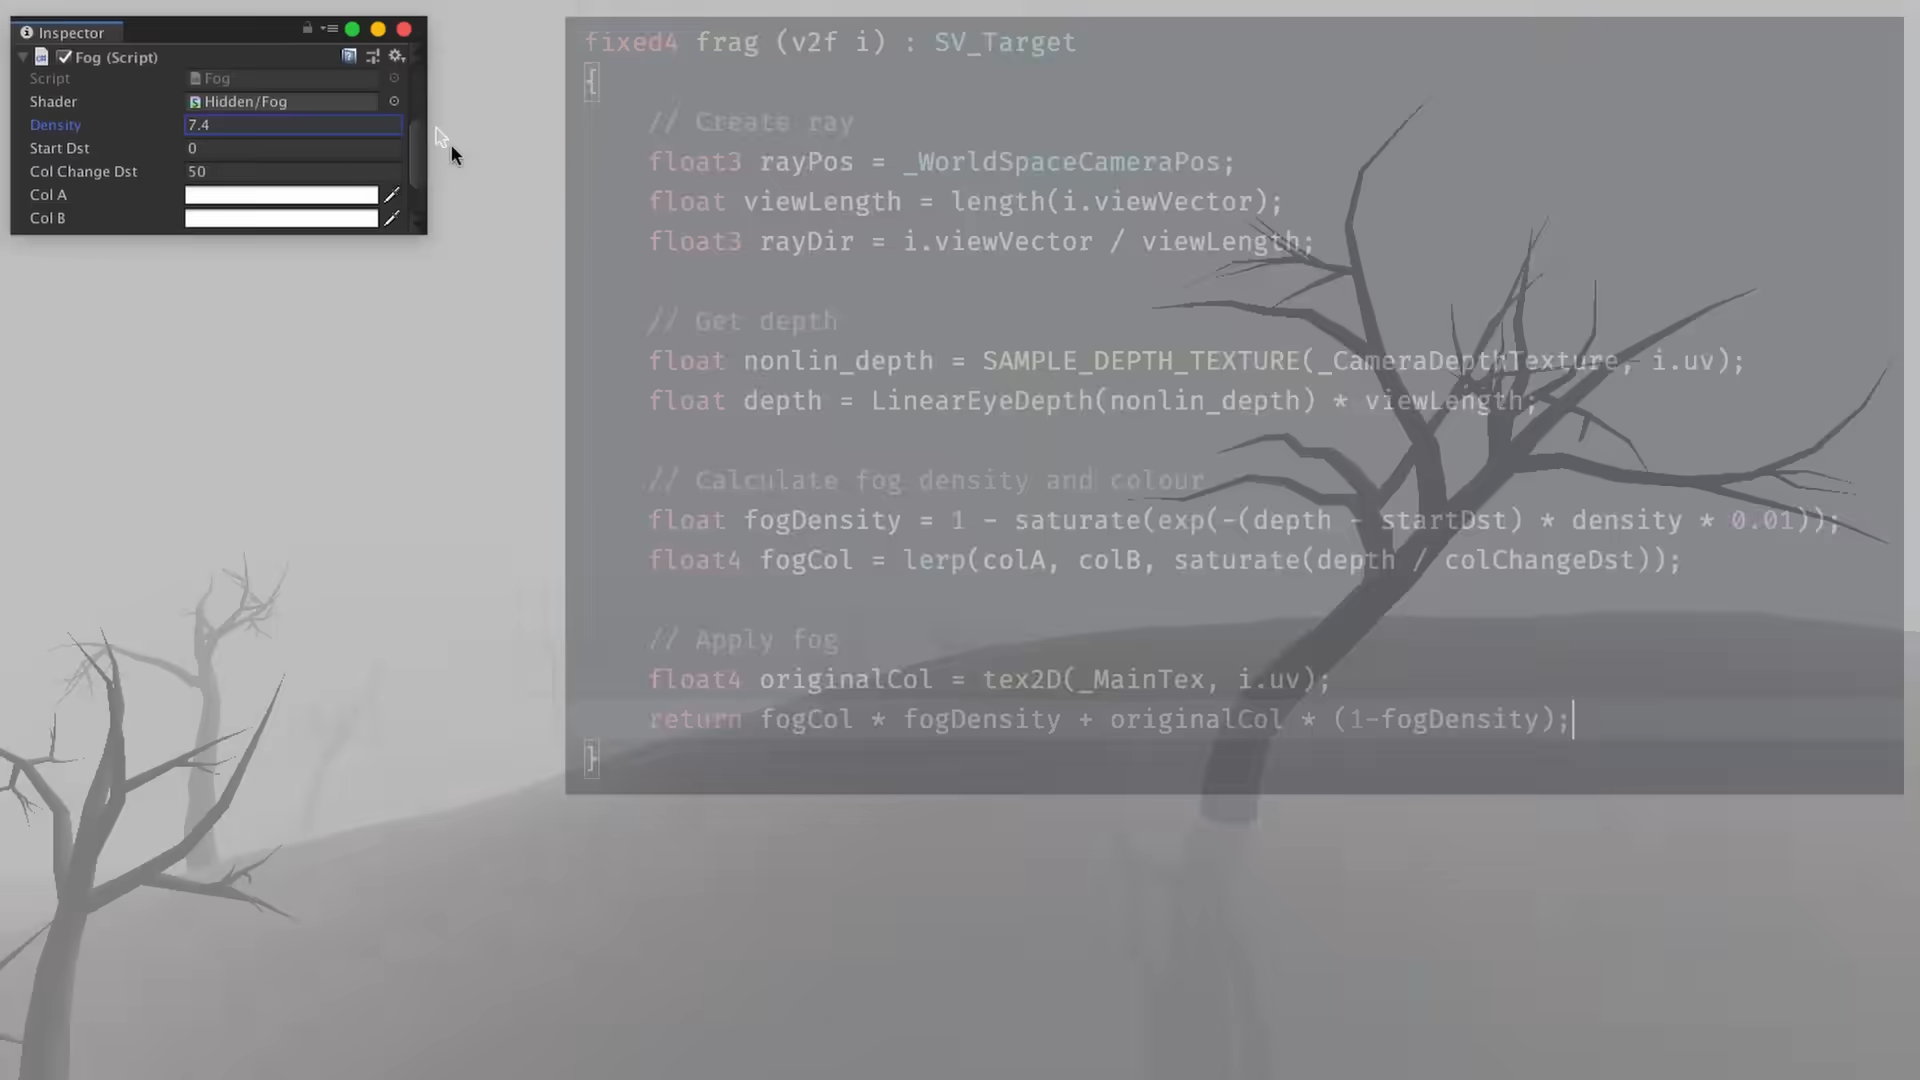 Inspector
Fog (Script)
Script Fog
Shader Hidden/Fog
Density 7.4
Start Dst 0
Col Change Dst 50
Col A
Col B
fixed4 frag (v2f i) : SV_Target
{
// Create ray
float3 rayPos = _WorldSpaceCameraPos;
float viewLength = length(i.viewVector);
float3 rayDir = i.viewVector / viewLength;
// Get depth
float nonlin_depth = SAMPLE_DEPTH_TEXTURE(_CameraDepthTexture, i.uv);
float depth = LinearEyeDepth(nonlin_depth) * viewLength;
// Calculate fog density and colour
float fogDensity = 1 - saturate(exp(-(depth - startDst) * density * 0.01));
float4 fogCol = lerp(colA, colB, saturate(depth / colChangeDst));
// Apply fog
float4 originalCol = tex2D(_MainTex, i.uv);
return fogCol * fogDensity + originalCol * (1-fogDensity);
}